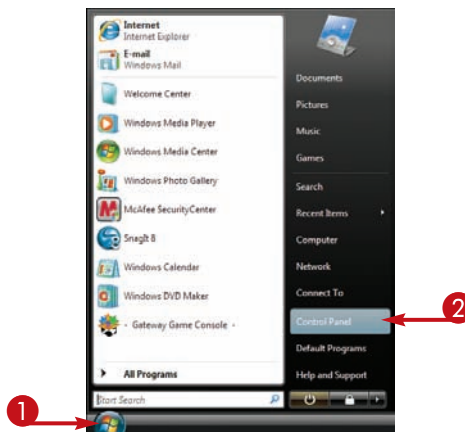 Internet
Internet Explorer
E-mail
Windows Mail
Welcome Center
Windows Media Player
Windows Media Center
Windows Photo Gallery
McAfee SecurityCenter
SnagIt 8
Windows Calendar
Windows DVD Maker
- Gateway Game Console -
All Programs
Start Search
Documents
Pictures
Music
Games
Search
Recent Items
Computer
Network
Connect To
Control Panel
Default Programs
Help and Support
1
2